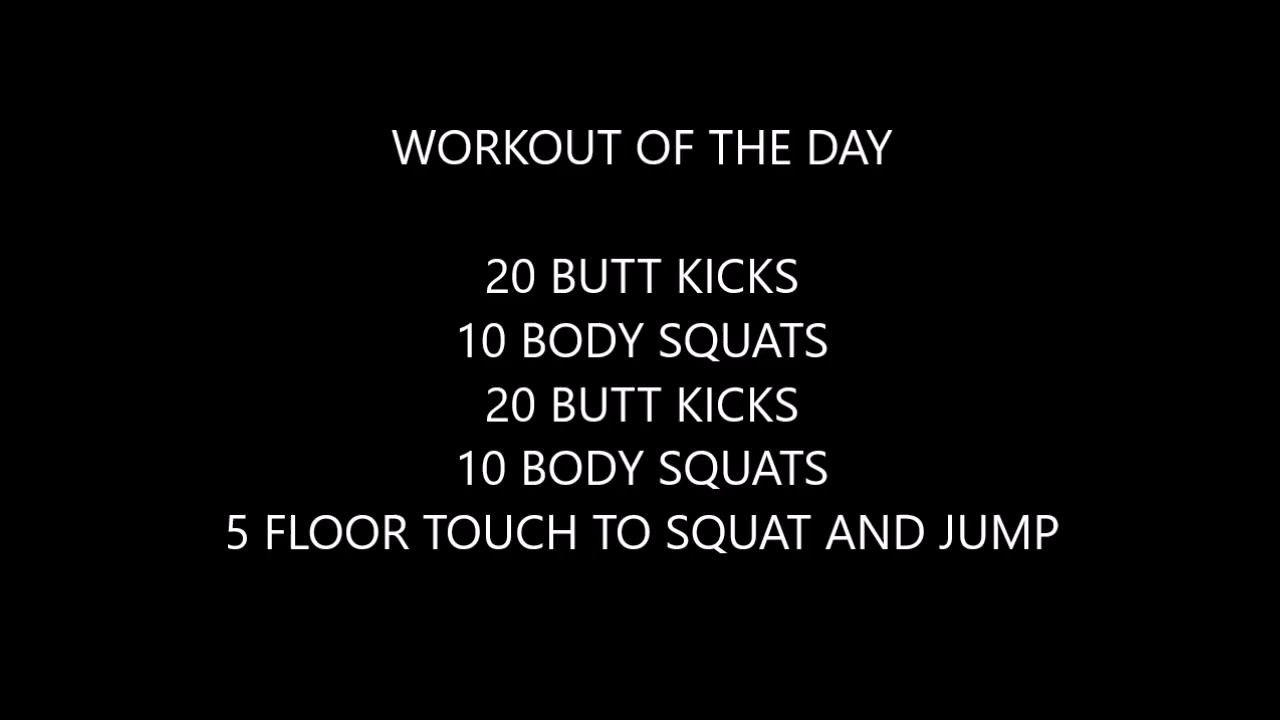 WORKOUT OF THE DAY
20 BUTT KICKS
10 BODY SQUATS
20 BUTT KICKS
10 BODY SQUATS
5 FLOOR TOUCH TO SQUAT AND JUMP